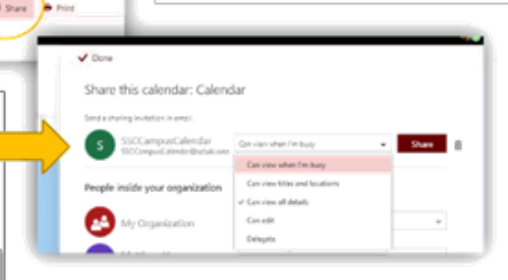 Share Print
Done
Share this calendar: Calendar
Send a sharing invitation in email.
S SSCCampusCalendar Can view when I'm busy Share
Can view when I'm busy
People inside your organization
Can view titles and locations
Can view all details
My Organization
Can edit
Delegate